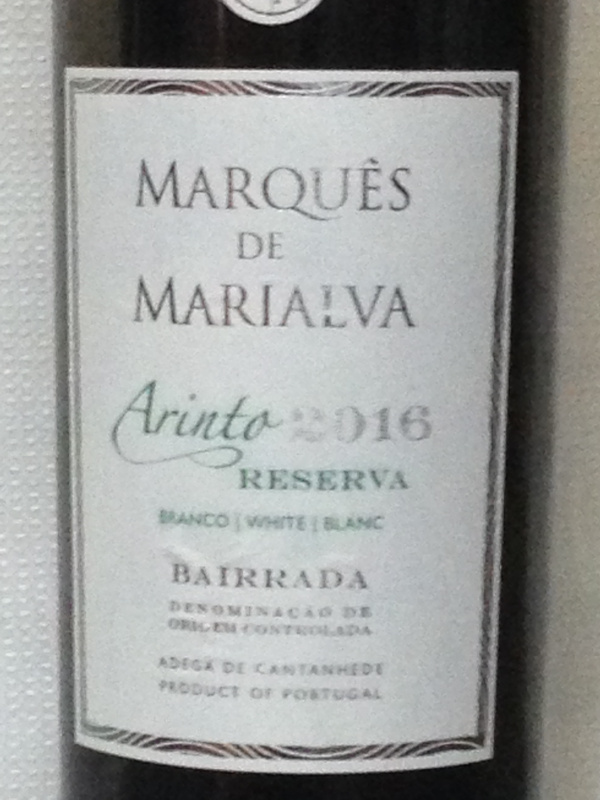 MARQUÊS
DE
MARIALVA
Arinto 2016
RESERVA
BRANCO | WHITE | BLANC
BAIRRADA
DENOMINAÇÃO DE
ORIGEM CONTROLADA
ADEGA DE CANTANHEDE
PRODUCT OF PORTUGAL